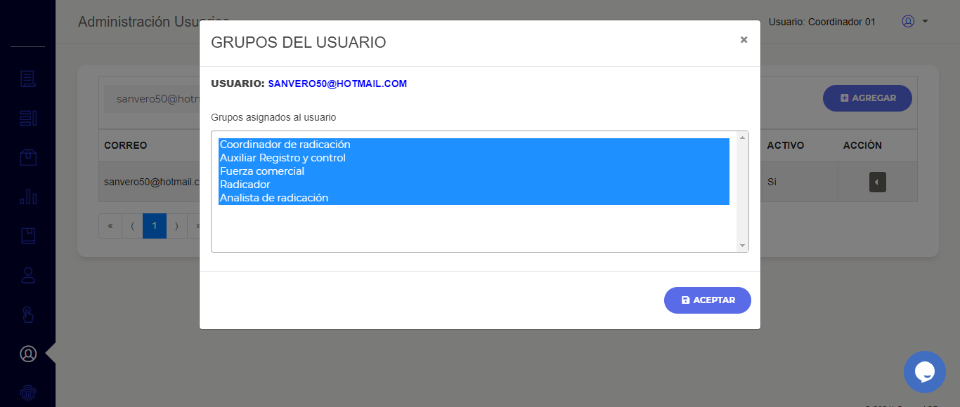 Administración Usuarios
Usuario: Coordinador 01
GRUPOS DEL USUARIO
×
USUARIO: SANVERO50@HOTMAIL.COM
sanvero50@hotm
AGREGAR
Grupos asignados al usuario
Coordinador de radicación
Auxiliar Registro y control
Fuerza comercial
Radicador
Analista de radicación
CORREO
ACTIVO
ACCIÓN
sanvero50@hotmail.c
Si
« ⟨ 1 ⟩
ACEPTAR